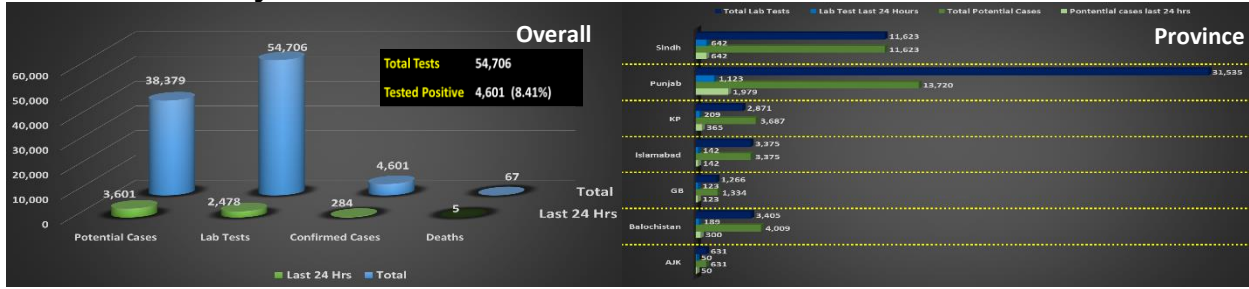 Overall
Total Tests 54,706
Tested Positive 4,601 (8.41%)
60,000
50,000
40,000
30,000
20,000
10,000
0
38,379
54,706
4,601
67
3,601
2,478
284
5
Total
Last 24 Hrs
Potential Cases Lab Tests Confirmed Cases Deaths
Last 24 Hrs Total
Total Lab Tests Lab Test Last 24 Hours Total Potential Cases Pontential cases last 24 hrs
Province
Sindh
11,623
642
11,623
642
Punjab
31,535
1,123
13,720
1,979
KP
2,871
209
3,687
365
Islamabad
3,375
142
3,375
142
GB
1,266
123
1,334
123
Balochistan
3,405
189
4,009
300
AJK
631
50
631
50